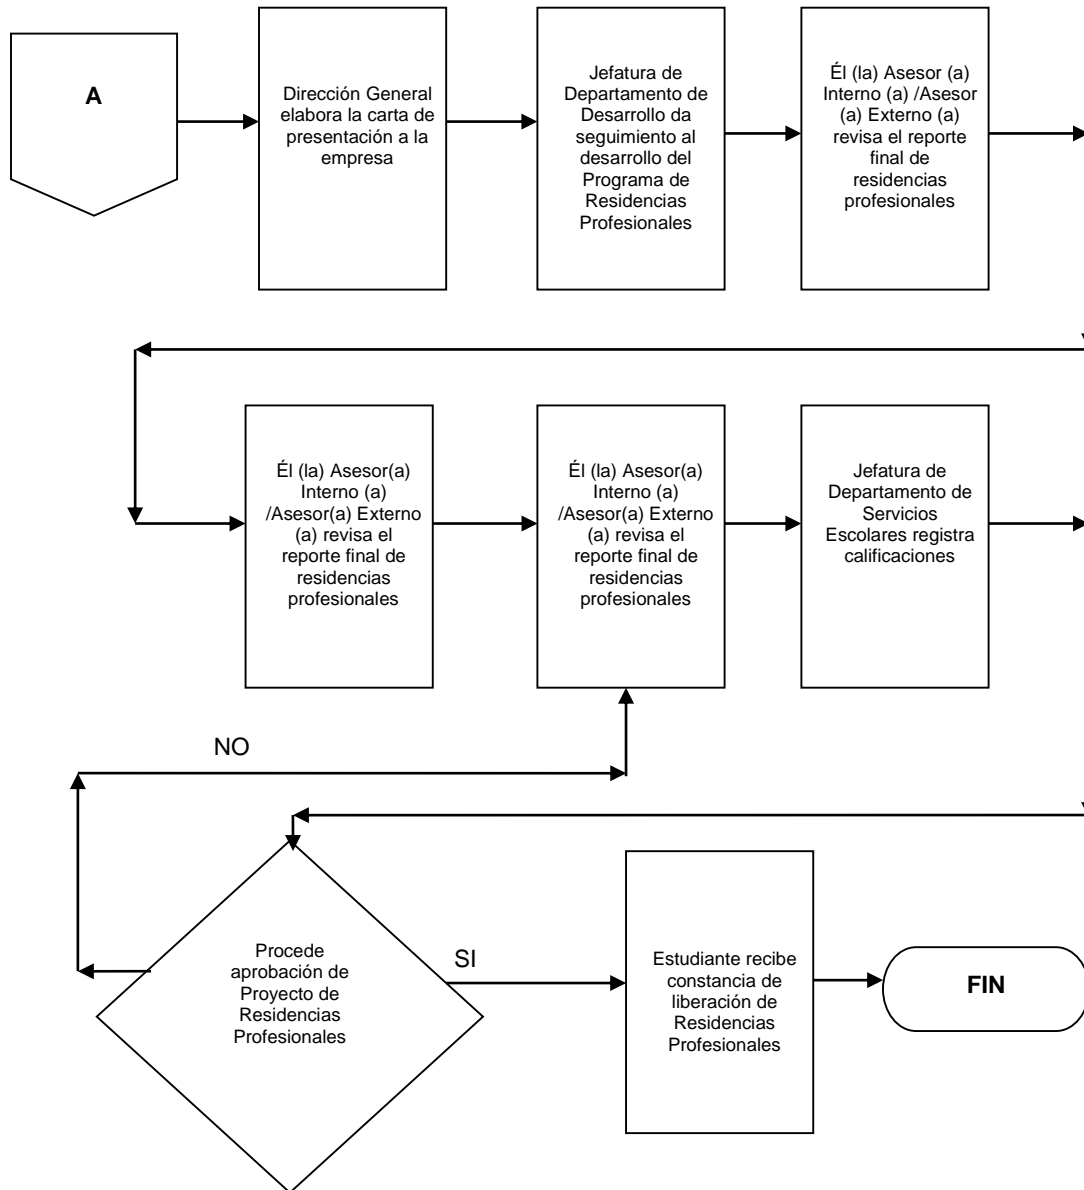 A
Dirección General
elabora la carta de
presentación a la
empresa
Jefatura de
Departamento de
Desarrollo da
seguimiento al
desarrollo del
Programa de
Residencias
Profesionales
Él (la) Asesor (a)
Interno (a) /Asesor
(a) Externo (a)
revisa el reporte
final de
residencias
profesionales
Él (la) Asesor(a)
Interno (a)
/Asesor(a) Externo
(a) revisa el
reporte final de
residencias
profesionales
Él (la) Asesor(a)
Interno (a)
/Asesor(a) Externo
(a) revisa el
reporte final de
residencias
profesionales
Jefatura de
Departamento de
Servicios
Escolares registra
calificaciones
NO
Procede
aprobación de
Proyecto de
Residencias
Profesionales
SI
Estudiante recibe
constancia de
liberación de
Residencias
Profesionales
FIN